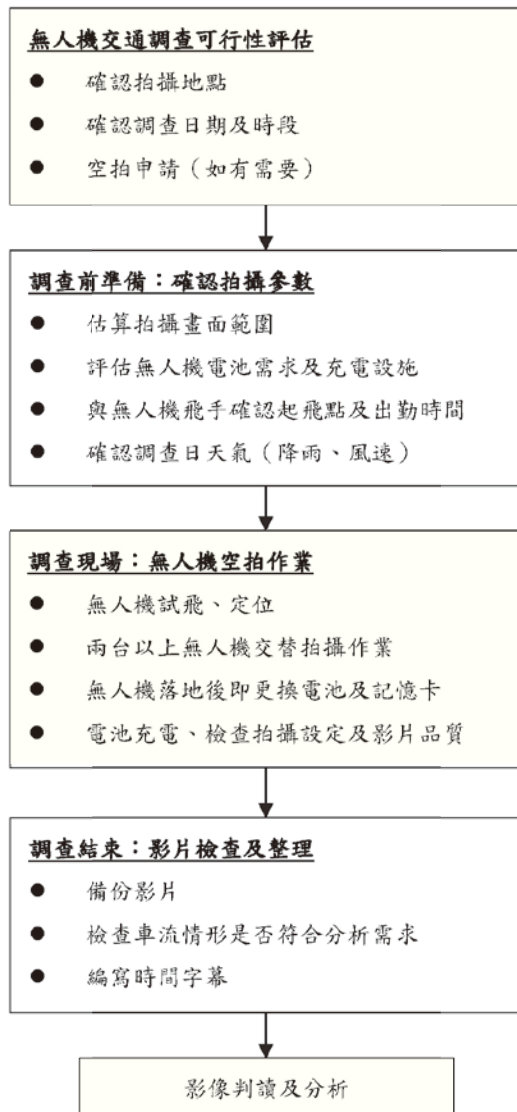 無人機交通調查可行性評估
● 確認拍攝地點
● 確認調查日期及時段
● 空拍申請（如有需要）
調查前準備：確認拍攝參數
● 估算拍攝畫面範圍
● 評估無人機電池需求及充電設施
● 與無人機飛手確認起飛點及出勤時間
● 確認調查日天氣（降雨、風速）
調查現場：無人機空拍作業
● 無人機試飛、定位
● 兩台以上無人機交替拍攝作業
● 無人機落地後即更換電池及記憶卡
● 電池充電、檢查拍攝設定及影片品質
調查結束：影片檢查及整理
● 備份影片
● 檢查車流情形是否符合分析需求
● 編寫時間字幕
影像判讀及分析